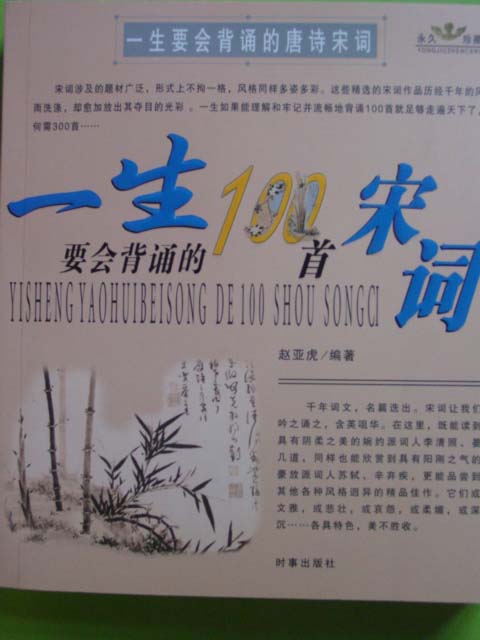 一生要会背诵的唐诗宋词
永久 珍藏
YONGJIUZHENCANG
宋词涉及的题材广泛，形式上不拘一格，风格同样多姿多彩。这些精选的宋词作品历经千年的风
雨洗涤，却愈加放出其夺目的光彩 。一生如果能理解和牢记并流畅地背诵100首就足够走遍天下了，
何需300首……
一生100首宋词
要会背诵的
YISHENG YAOHUIBEISONG DE 100 SHOU SONGCI
赵亚虎／编著
千年词文，名篇选出。宋词让我们
吟之诵之，含英咀华。在这里，既能读到
具有阴柔之美的婉约派词人李清照、晏
几道，同样也能欣赏到具有阳刚之气的
豪放派词人苏轼、辛弃疾，更能品尝到
其他各种风格迥异的精品佳作。它们或
文雅，或悲壮，或哀怨，或柔媚，或深
沉……各具特色，美不胜收。
时事出版社